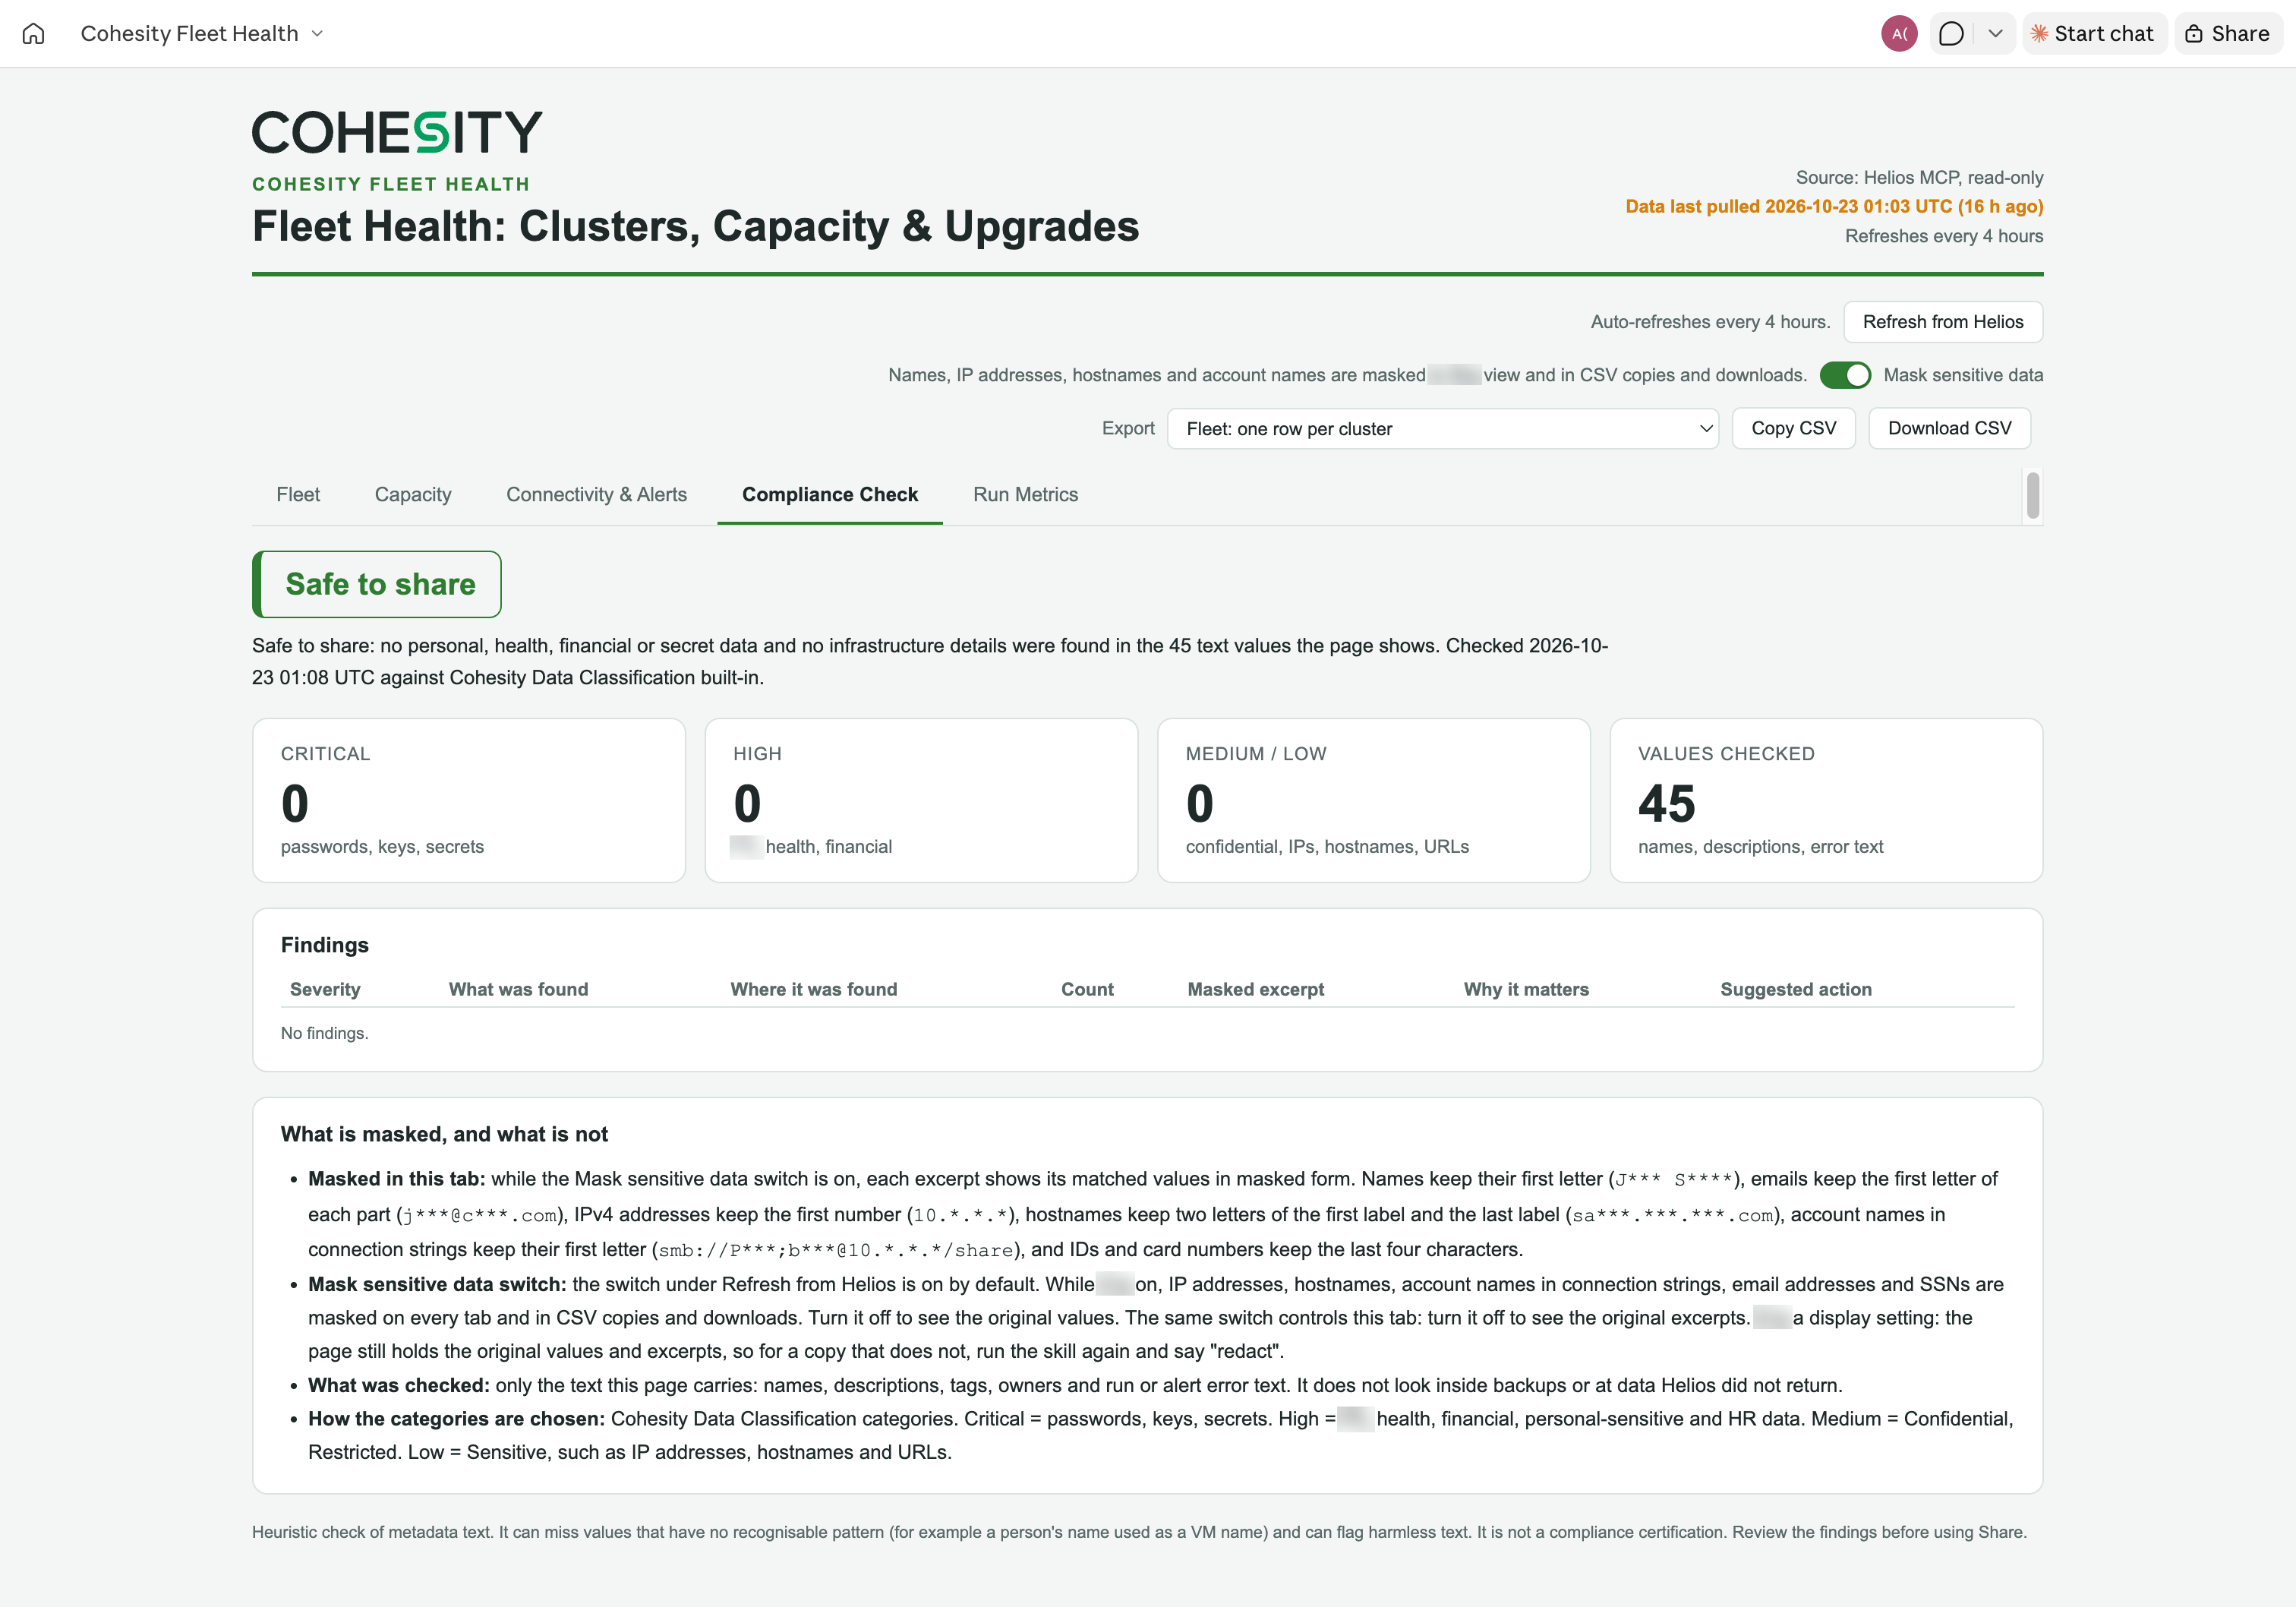 Cohesity Fleet Health
A(
Start chat
Share
COHESITY
COHESITY FLEET HEALTH
Fleet Health: Clusters, Capacity & Upgrades
Source: Helios MCP, read-only
Data last pulled 2026-10-23 01:03 UTC (16 h ago)
Refreshes every 4 hours
Auto-refreshes every 4 hours.
Refresh from Helios
Names, IP addresses, hostnames and account names are masked view and in CSV copies and downloads.
Mask sensitive data
Export
Fleet: one row per cluster
Copy CSV
Download CSV
Fleet
Capacity
Connectivity & Alerts
Compliance Check
Run Metrics
Safe to share
Safe to share: no personal, health, financial or secret data and no infrastructure details were found in the 45 text values the page shows. Checked 2026-10-
23 01:08 UTC against Cohesity Data Classification built-in.
CRITICAL
0
passwords, keys, secrets
HIGH
0
health, financial
MEDIUM / LOW
0
confidential, IPs, hostnames, URLs
VALUES CHECKED
45
names, descriptions, error text
Findings
Severity What was found Where it was found Count Masked excerpt Why it matters Suggested action
No findings.
What is masked, and what is not
• Masked in this tab: while the Mask sensitive data switch is on, each excerpt shows its matched values in masked form. Names keep their first letter (J*** S****), emails keep the first letter of
each part (j***@c***.com), IPv4 addresses keep the first number (10.*.*.*), hostnames keep two letters of the first label and the last label (sa***.***.***.com), account names in
connection strings keep their first letter (smb://P***;b***@10.*.*.*/share), and IDs and card numbers keep the last four characters.
• Mask sensitive data switch: the switch under Refresh from Helios is on by default. While on, IP addresses, hostnames, account names in connection strings, email addresses and SSNs are
masked on every tab and in CSV copies and downloads. Turn it off to see the original values. The same switch controls this tab: turn it off to see the original excerpts. a display setting: the
page still holds the original values and excerpts, so for a copy that does not, run the skill again and say "redact".
• What was checked: only the text this page carries: names, descriptions, tags, owners and run or alert error text. It does not look inside backups or at data Helios did not return.
• How the categories are chosen: Cohesity Data Classification categories. Critical = passwords, keys, secrets. High = health, financial, personal-sensitive and HR data. Medium = Confidential,
Restricted. Low = Sensitive, such as IP addresses, hostnames and URLs.
Heuristic check of metadata text. It can miss values that have no recognisable pattern (for example a person's name used as a VM name) and can flag harmless text. It is not a compliance certification. Review the findings before using Share.